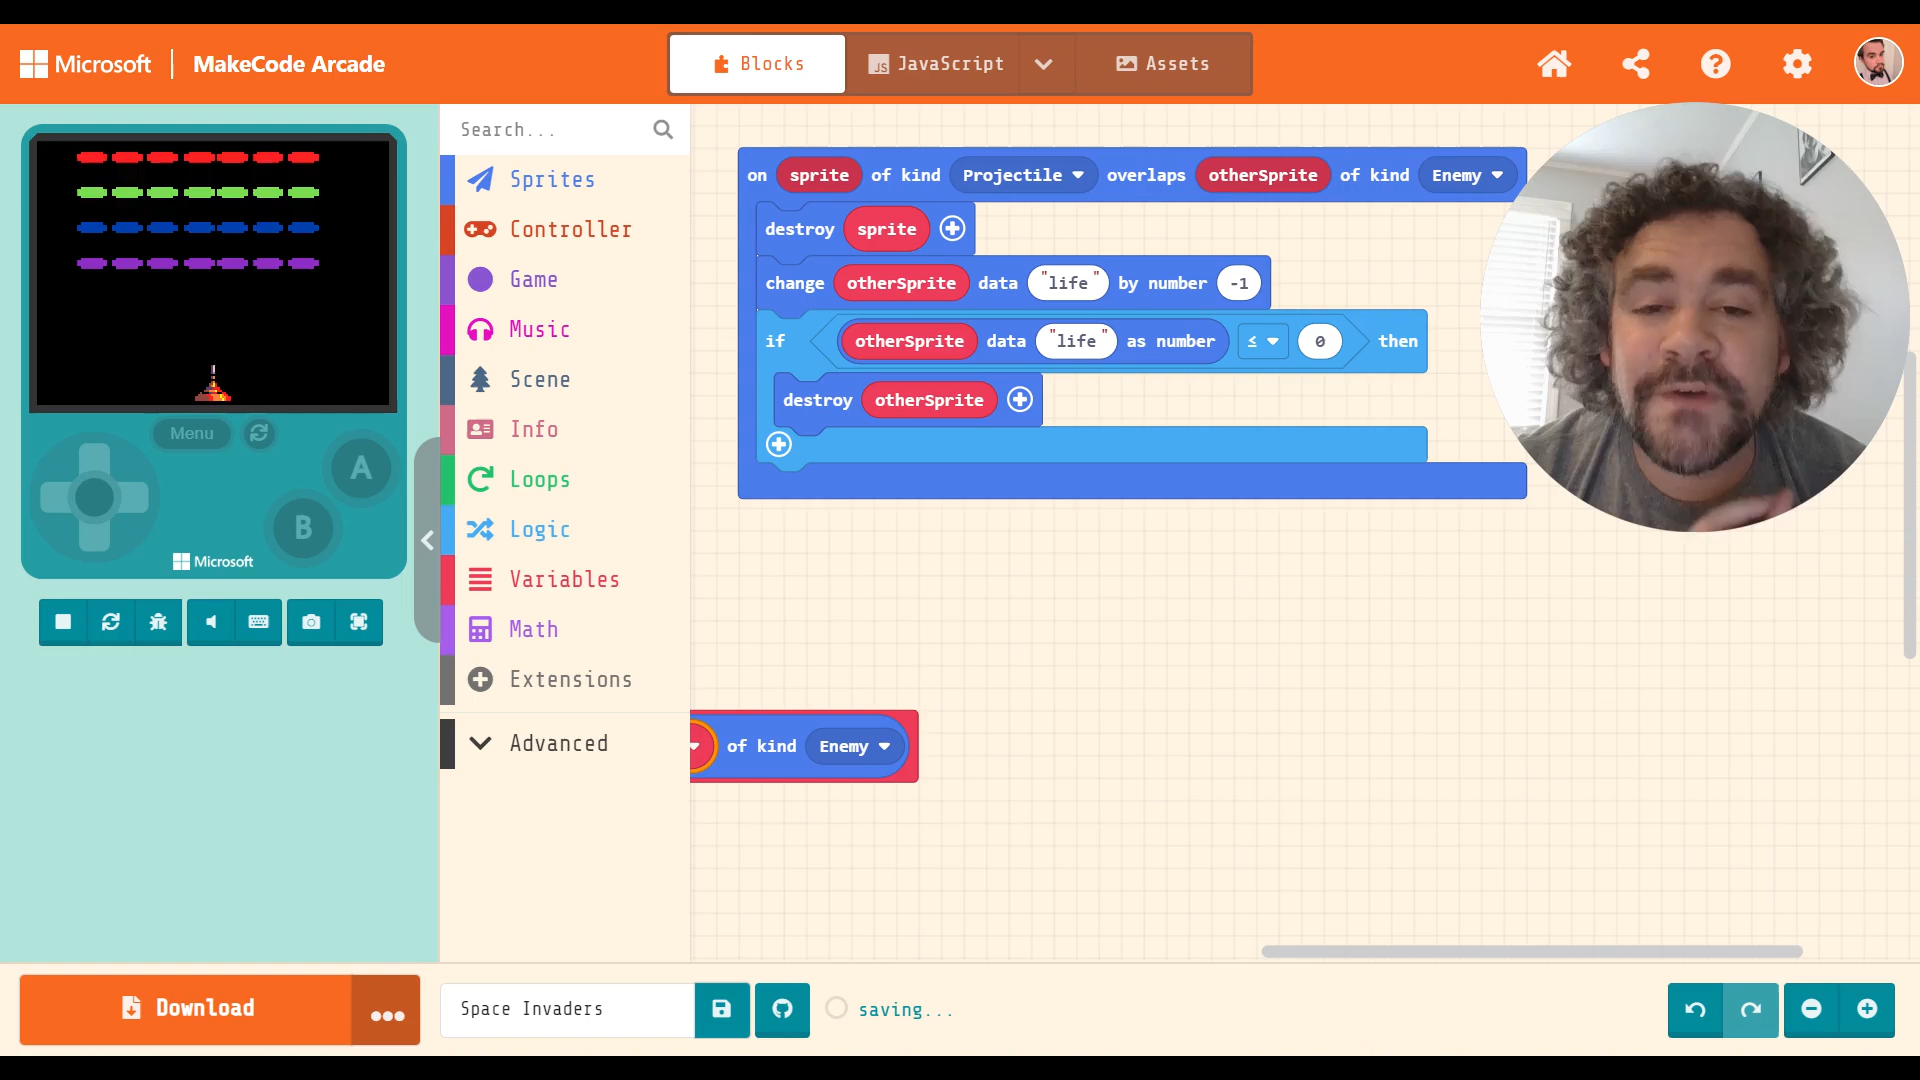 Microsoft | MakeCode Arcade
Blocks
JS JavaScript
Assets
Search...
Sprites
Controller
Game
Music
Scene
Info
Loops
Logic
Variables
Math
Extensions
Advanced
Menu
A
B
Microsoft
on sprite of kind Projectile overlaps otherSprite of kind Enemy
destroy sprite
change otherSprite data "life" by number -1
if otherSprite data "life" as number ≤ 0 then
destroy otherSprite
of kind Enemy
Download
Space Invaders
saving...